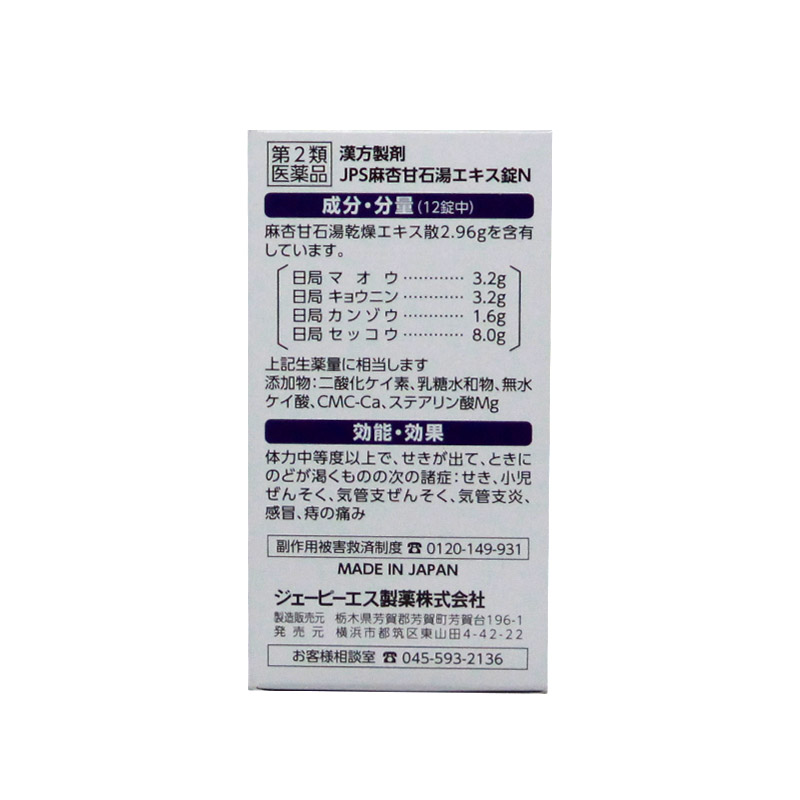 第2類
医薬品
漢方製剤
JPS麻杏甘石湯エキス錠N
成分・分量(12錠中)
麻杏甘石湯乾燥エキス散2.96gを含有
しています。
日局 マ オ ウ ………… 3.2g
日局 キョウニン ………… 3.2g
日局 カンゾウ ………… 1.6g
日局 セッコウ ………… 8.0g
上記生薬量に相当します
添加物：二酸化ケイ素、乳糖水和物、無水
ケイ酸、CMC-Ca、ステアリン酸Mg
効能・効果
体力中等度以上で、せきが出て、ときに
のどが渇くものの次の諸症：せき、小児
ぜんそく、気管支ぜんそく、気管支炎、
感冒、痔の痛み
副作用被害救済制度 ☎ 0120-149-931
MADE IN JAPAN
ジェーピーエス製薬株式会社
製造販売元 栃木県芳賀郡芳賀町芳賀台196-1
発 売 元 横浜市都筑区東山田4-42-22
お客様相談室 ☎ 045-593-2136